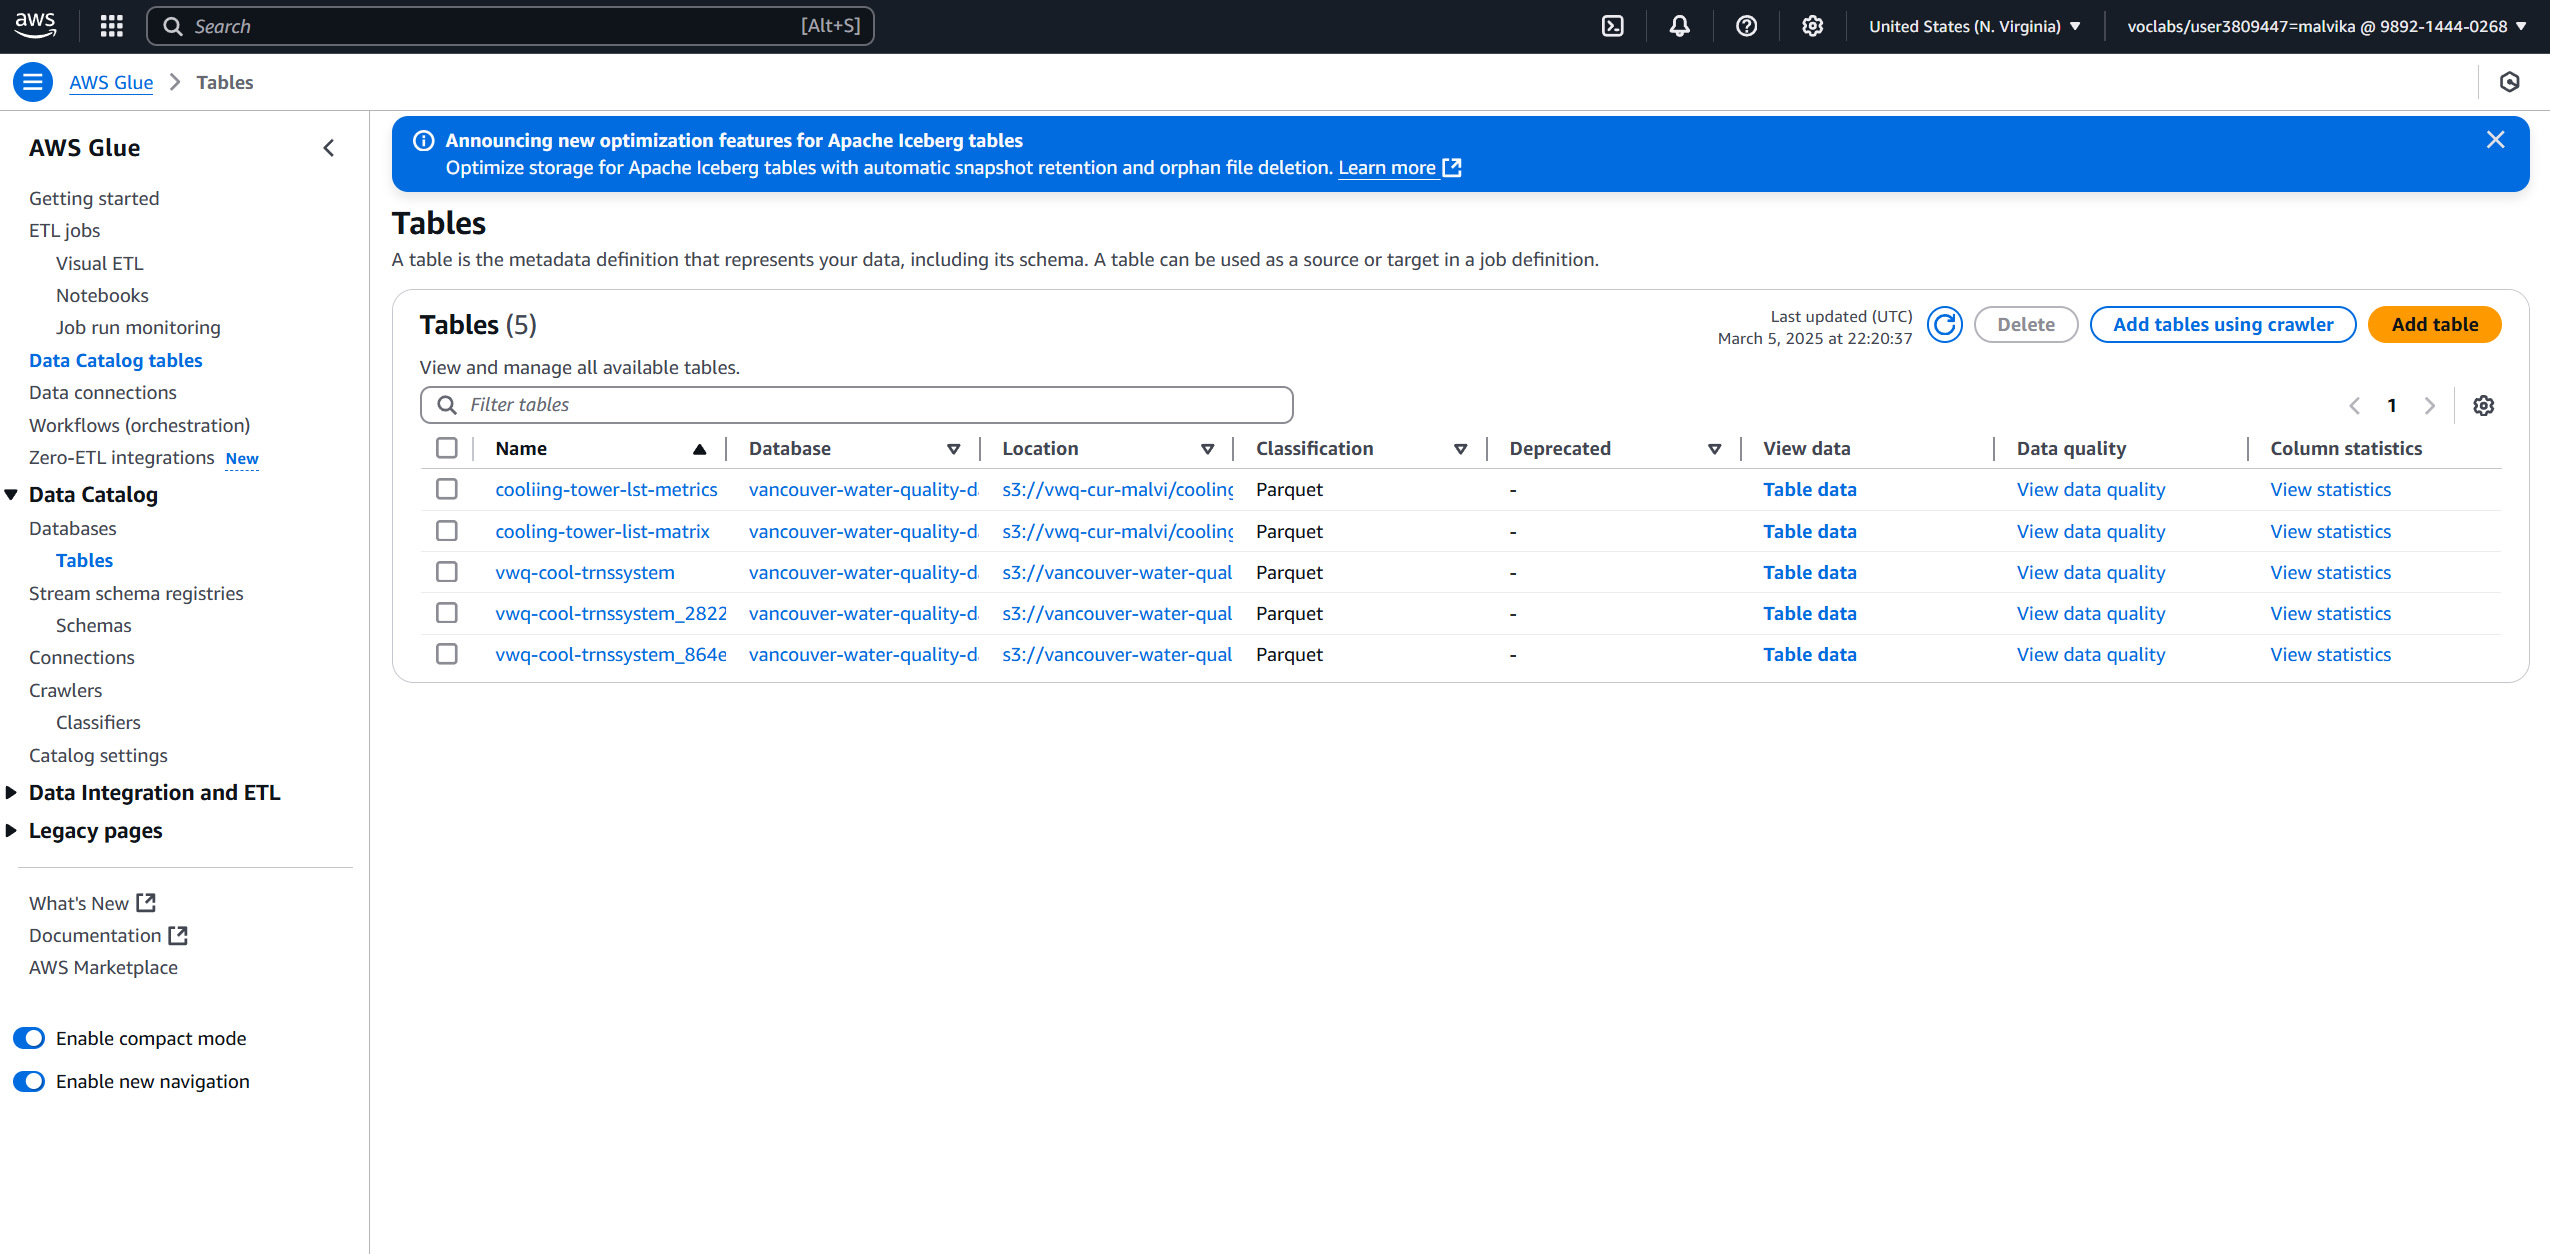 aws
Search
[Alt+S]
United States (N. Virginia)
voclabs/user3809447=malvika @ 9892-1444-0268
AWS Glue
Tables
AWS Glue
Getting started
ETL jobs
Visual ETL
Notebooks
Job run monitoring
Data Catalog tables
Data connections
Workflows (orchestration)
Zero-ETL integrations New
Data Catalog
Databases
Tables
Stream schema registries
Schemas
Connections
Crawlers
Classifiers
Catalog settings
Data Integration and ETL
Legacy pages
What's New
Documentation
AWS Marketplace
Enable compact mode
Enable new navigation
Announcing new optimization features for Apache Iceberg tables
Optimize storage for Apache Iceberg tables with automatic snapshot retention and orphan file deletion. Learn more
Tables
A table is the metadata definition that represents your data, including its schema. A table can be used as a source or target in a job definition.
Tables (5)
Last updated (UTC)
March 5, 2025 at 22:20:37
Delete
Add tables using crawler
Add table
View and manage all available tables.
Filter tables
1
Name Database Location Classification Deprecated View data Data quality Column statistics
cooliing-tower-lst-metrics vancouver-water-quality-d s3://vwq-cur-malvi/cooling Parquet - Table data View data quality View statistics
cooling-tower-list-matrix vancouver-water-quality-d s3://vwq-cur-malvi/cooling Parquet - Table data View data quality View statistics
vwq-cool-trnssystem vancouver-water-quality-d s3://vancouver-water-qual Parquet - Table data View data quality View statistics
vwq-cool-trnssystem_2822 vancouver-water-quality-d s3://vancouver-water-qual Parquet - Table data View data quality View statistics
vwq-cool-trnssystem_864e vancouver-water-quality-d s3://vancouver-water-qual Parquet - Table data View data quality View statistics